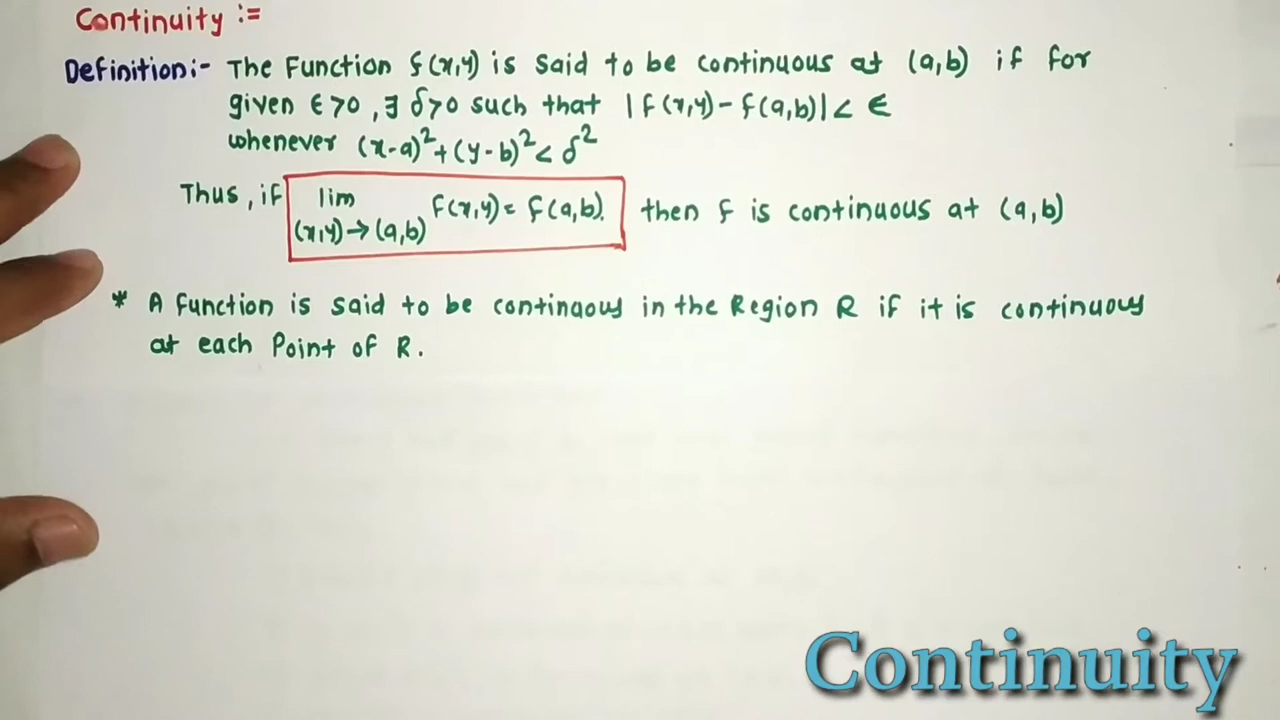 Continuity :=
Definition:- The Function f(x,y) is said to be continuous at (a,b) if for
given ϵ>0, ∃ δ>0 such that |f(x,y) - f(a,b)| < ϵ
whenever (x-a)²+(y-b)² < δ²
Thus, if lim (x,y)→(a,b) f(x,y) = f(a,b). then f is continuous at (a,b)
* A function is said to be continuous in the Region R if it is continuous
at each Point of R.
Continuity